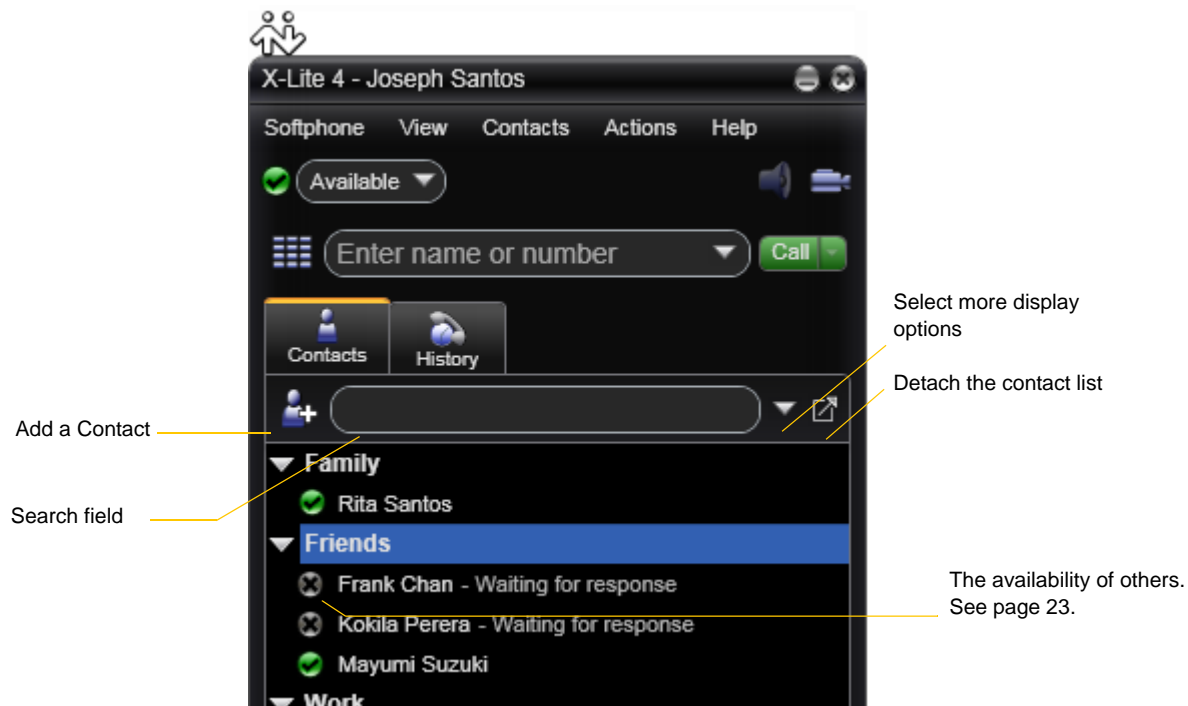 X-Lite 4 - Joseph Santos
Softphone View Contacts Actions Help
Available
Enter name or number
Call
Select more display
options
Contacts
History
Detach the contact list
Add a Contact
Family
Search field
Rita Santos
Friends
Frank Chan - Waiting for response
The availability of others.
See page 23.
Kokila Perera - Waiting for response
Mayumi Suzuki
Work